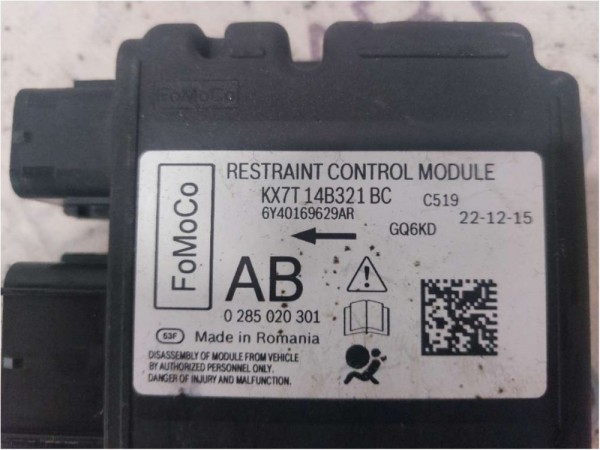 FoMoCo
FoMoCo
RESTRAINT CONTROL MODULE
KX7T 14B321 BC
C519
6Y40169629AR
22-12-15
GQ6KD
AB
0 285 020 301
53F
Made in Romania
DISASSEMBLY OF MODULE FROM VEHICLE
BY AUTHORIZED PERSONNEL ONLY.
DANGER OF INJURY AND MALFUNCTION.